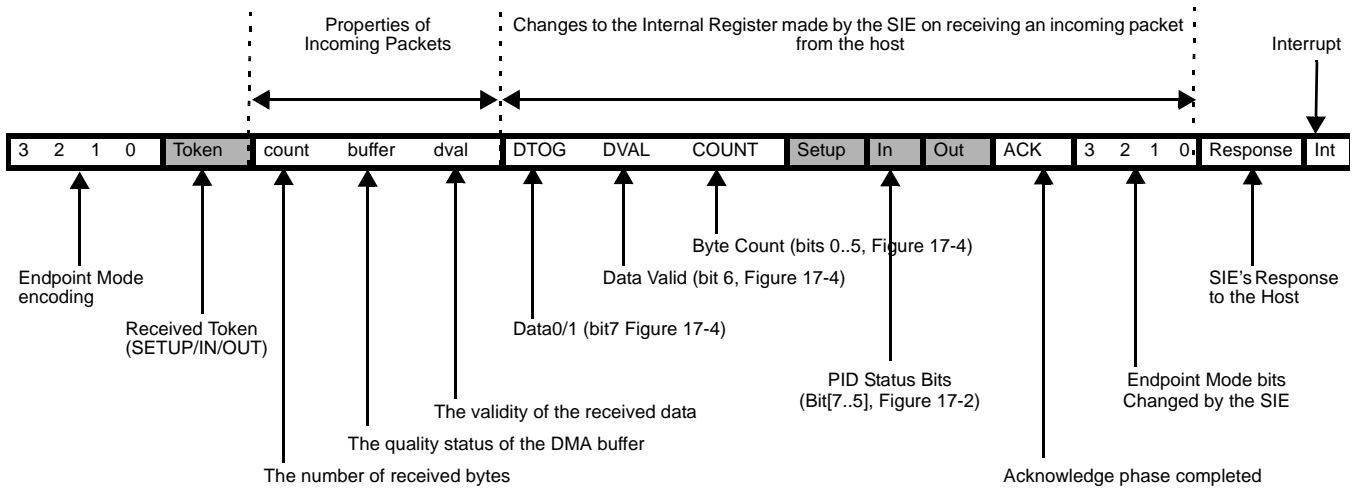 Properties of
Incoming Packets
Changes to the Internal Register made by the SIE on receiving an incoming packet
from the host
Interrupt
3 2 1 0 Token count buffer dval DTOG DVAL COUNT Setup In Out ACK 3 2 1 0 Response Int
Byte Count (bits 0..5, Figure 17-4)
Endpoint Mode
encoding
Data Valid (bit 6, Figure 17-4)
SIE's Response
to the Host
Received Token
(SETUP/IN/OUT)
Data0/1 (bit7 Figure 17-4)
PID Status Bits
(Bit[7..5], Figure 17-2)
Endpoint Mode bits
Changed by the SIE
The validity of the received data
The quality status of the DMA buffer
The number of received bytes
Acknowledge phase completed